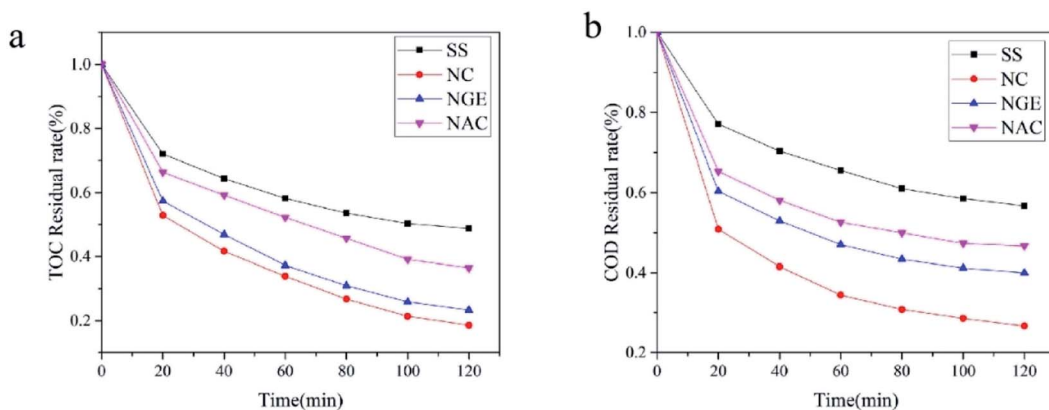 a
TOC Residual rate(%)
1.0
0.8
0.6
0.4
0.2
0 20 40 60 80 100 120
Time(min)
SS
NC
NGE
NAC
b
COD Residual rate(%)
1.0
0.8
0.6
0.4
0.2
0 20 40 60 80 100 120
Time(min)
SS
NC
NGE
NAC